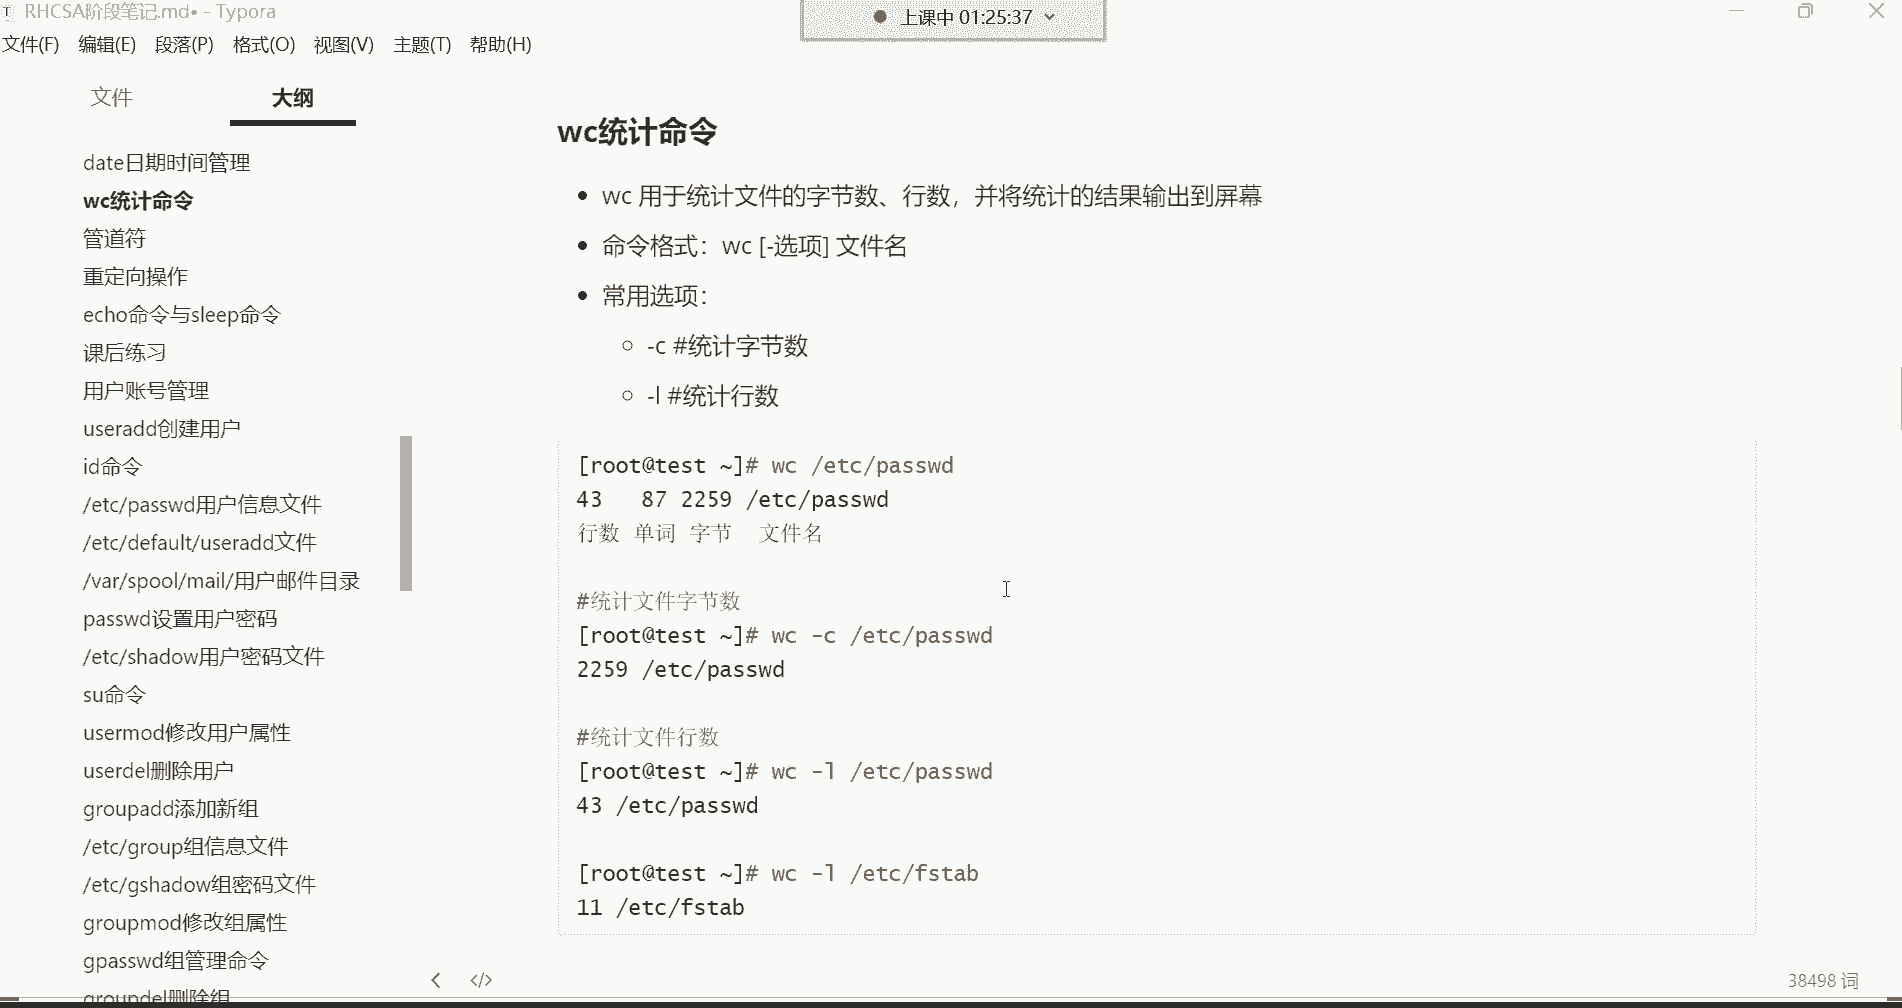 RHCSA阶段笔记.md• - Typora
上课中 01:25:37
文件(F) 编辑(E) 段落(P) 格式(O) 视图(V) 主题(T) 帮助(H)
文件 大纲
date日期时间管理
wc统计命令
管道符
重定向操作
echo命令与sleep命令
课后练习
用户账号管理
useradd创建用户
id命令
/etc/passwd用户信息文件
/etc/default/useradd文件
/var/spool/mail/用户邮件目录
passwd设置用户密码
/etc/shadow用户密码文件
su命令
usermod修改用户属性
userdel删除用户
groupadd添加新组
/etc/group组信息文件
/etc/gshadow组密码文件
groupmod修改组属性
gpasswd组管理命令
groupdel删除组
wc统计命令
• wc 用于统计文件的字节数、行数，并将统计的结果输出到屏幕
• 命令格式：wc [-选项] 文件名
• 常用选项：
○ -c #统计字节数
○ -l #统计行数
[root@test ~]# wc /etc/passwd
43 87 2259 /etc/passwd
行数 单词 字节 文件名
#统计文件字节数
[root@test ~]# wc -c /etc/passwd
2259 /etc/passwd
#统计文件行数
[root@test ~]# wc -l /etc/passwd
43 /etc/passwd
[root@test ~]# wc -l /etc/fstab
11 /etc/fstab
38498 词